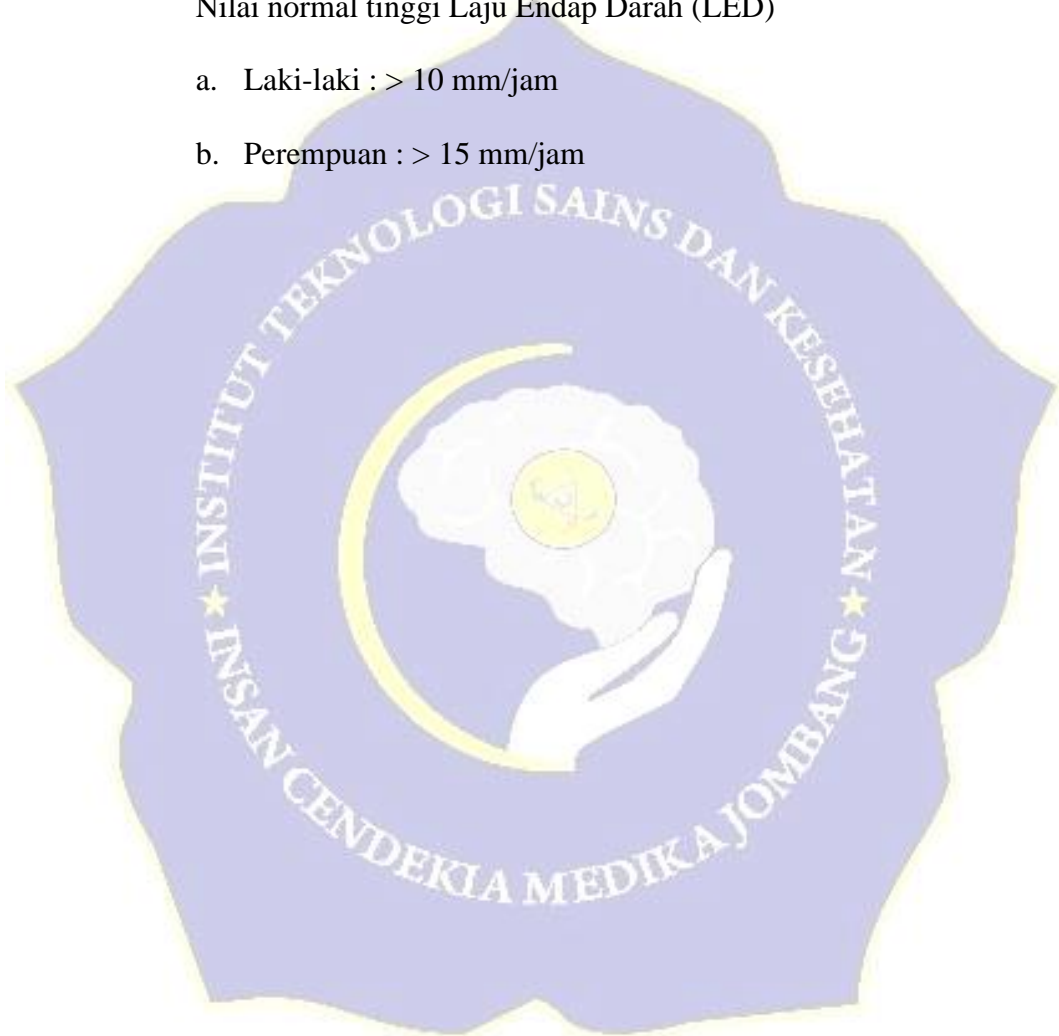 Nilai normal tinggi Laju Endap Darah (LED)
a. Laki-laki : > 10 mm/jam
b. Perempuan : > 15 mm/jam
INSTITUT TEKNOLOGI SAINS DAN KESEHATAN
INSAN CENDEKIA MEDIKA JOMBANG